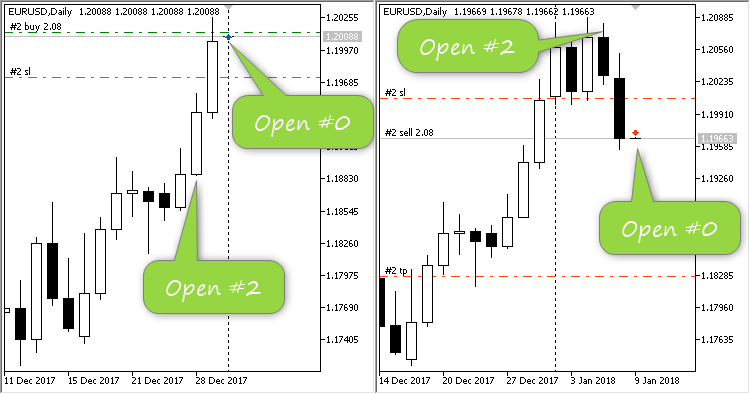 EURUSD,Daily 1.20088 1.20088 1.20088 1.20088
#2 buy 2.08
#2 sl
Open #0
Open #2
1.20255
1.20088
1.19970
1.19685
1.18830
1.18545
1.18260
1.17975
1.17690
1.17405
11 Dec 2017
15 Dec 2017
21 Dec 2017
28 Dec 2017
EURUSD,Daily 1.19669 1.19678 1.19662 1.19663
Open #2
#2 sl
#2 sell 2.08
Open #0
#2 tp
1.20885
1.20560
1.20235
1.19910
1.19663
1.19585
1.19260
1.18285
1.17960
1.17635
14 Dec 2017
20 Dec 2017
27 Dec 2017
3 Jan 2018
9 Jan 2018